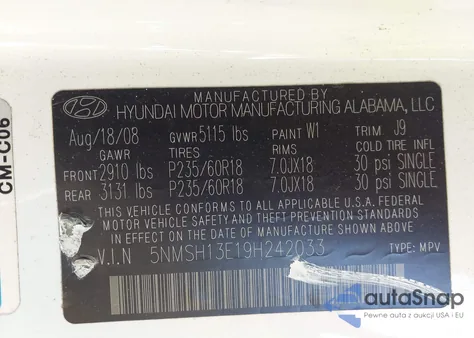 MANUFACTURED BY
HYUNDAI MOTOR MANUFACTURING ALABAMA, LLC
Aug/18/08 GVWR 5115 lbs PAINT W1 TRIM J9
GAWR TIRES RIMS COLD TIRE INFL
FRONT 2910 lbs P235/60R18 7.0JX18 30 psi SINGLE
REAR 3131 lbs P235/60R18 7.0JX18 30 psi SINGLE
THIS VEHICLE CONFORMS TO ALL APPLICABLE U.S.A. FEDERAL
MOTOR VEHICLE SAFETY AND THEFT PREVENTION STANDARDS IN
EFFECT ON THE DATE OF MANUFACTURE SHOWN ABOVE.
V.I.N 5NMSH13E19H242033 TYPE: MPV
CM-C06
autoSnap
Pewne auta z aukcji USA i EU